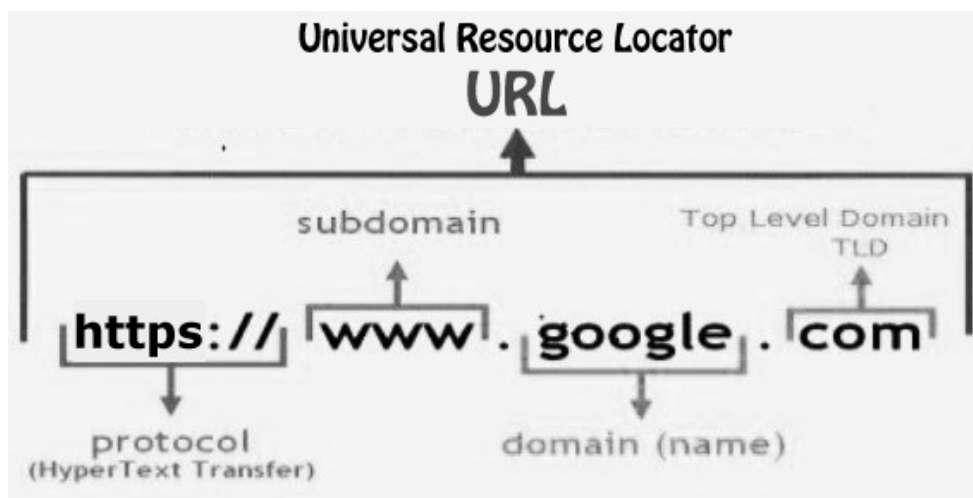 Universal Resource Locator
URL
subdomain
Top Level Domain
TLD
https:// www . google . com
protocol
(HyperText Transfer)
domain (name)